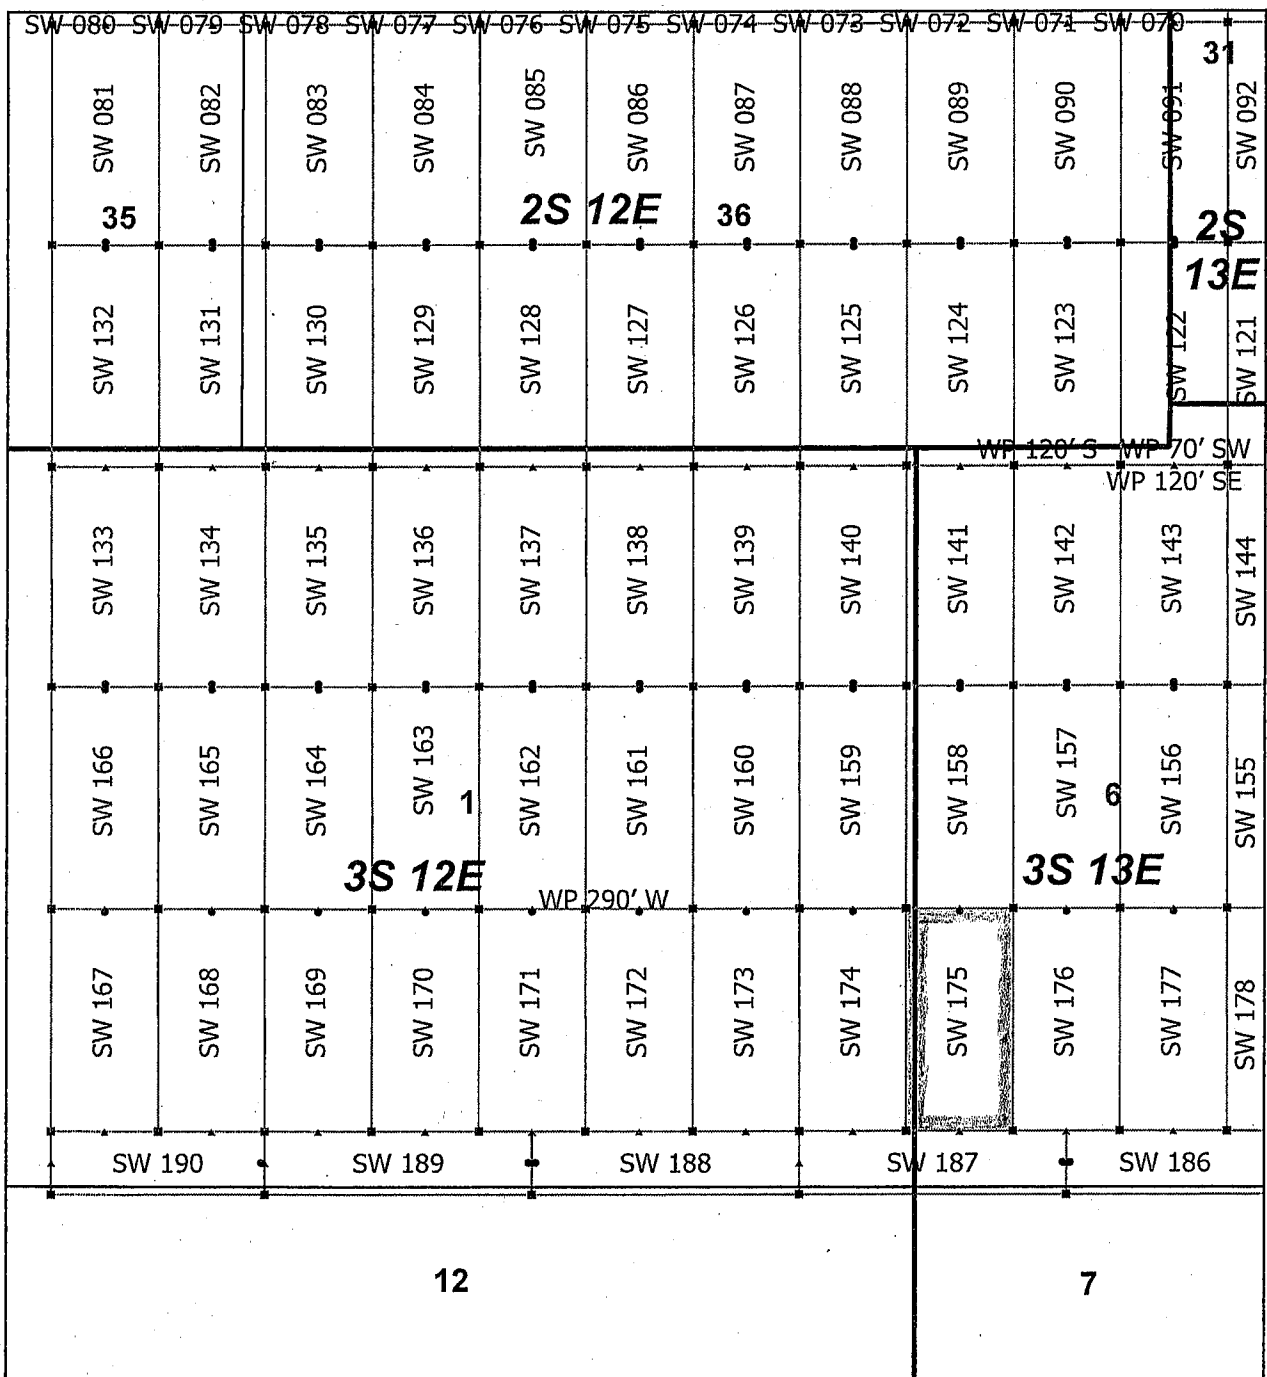 SW 080 SW 079 SW 078 SW 077 SW 076 SW 075 SW 074 SW 073 SW 072 SW 071 SW 070
31
SW 081 SW 082 SW 083 SW 084 SW 085 SW 086 SW 087 SW 088 SW 089 SW 090 SW 091 SW 092
35 2S 12E 36 2S
13E
SW 132 SW 131 SW 130 SW 129 SW 128 SW 127 SW 126 SW 125 SW 124 SW 123 SW 122 SW 121
WP 120' S WP 70' SW
WP 120' SE
SW 133 SW 134 SW 135 SW 136 SW 137 SW 138 SW 139 SW 140 SW 141 SW 142 SW 143 SW 144
SW 166 SW 165 SW 164 SW 163 SW 162 SW 161 SW 160 SW 159 SW 158 SW 157 SW 156 SW 155
1 6
3S 12E 3S 13E
WP 290' W
SW 167 SW 168 SW 169 SW 170 SW 171 SW 172 SW 173 SW 174 SW 175 SW 176 SW 177 SW 178
SW 190 SW 189 SW 188 SW 187 SW 186
12 7